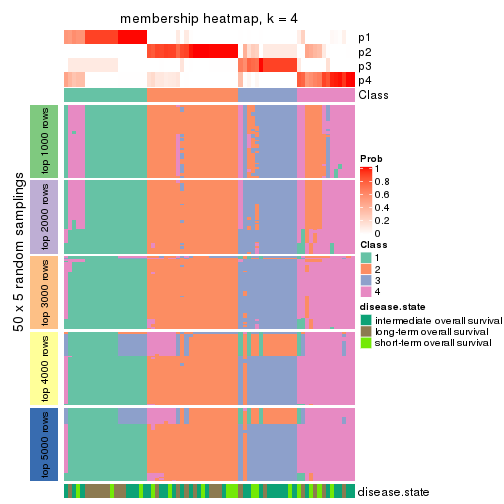 membership heatmap, k = 4
p1
p2
p3
p4
Class
50 x 5 random samplings
top 1000 rows
top 2000 rows
top 3000 rows
top 4000 rows
top 5000 rows
Prob
1
0.8
0.6
0.4
0.2
0
Class
1
2
3
4
disease.state
intermediate overall survival
long-term overall survival
short-term overall survival
disease.state